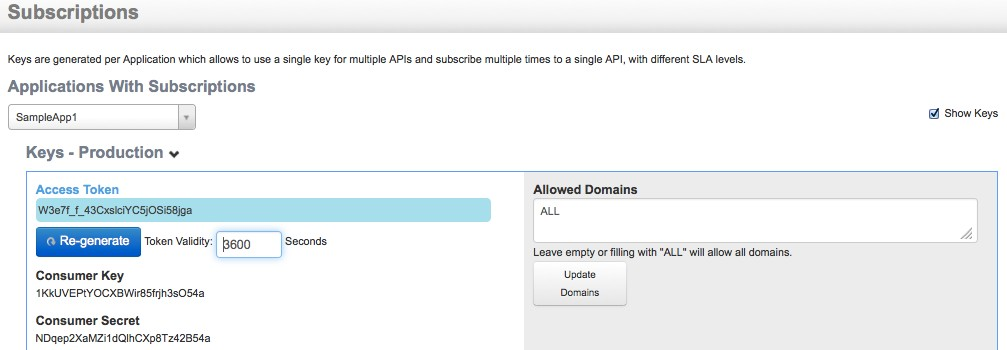 Subscriptions
Keys are generated per Application which allows to use a single key for multiple APIs and subscribe multiple times to a single API, with different SLA levels.
Applications With Subscriptions
SampleApp1
Show Keys
Keys - Production
Access Token
W3e7f_f_43CxslciYC5jOSi58jga
Re-generate Token Validity: 3600 Seconds
Consumer Key
1KkUVEPtYOCXBWir85frjh3sO54a
Consumer Secret
NDqep2XaMZi1dQlhCXp8Tz42B54a
Allowed Domains
ALL
Leave empty or filling with "ALL" will allow all domains.
Update
Domains